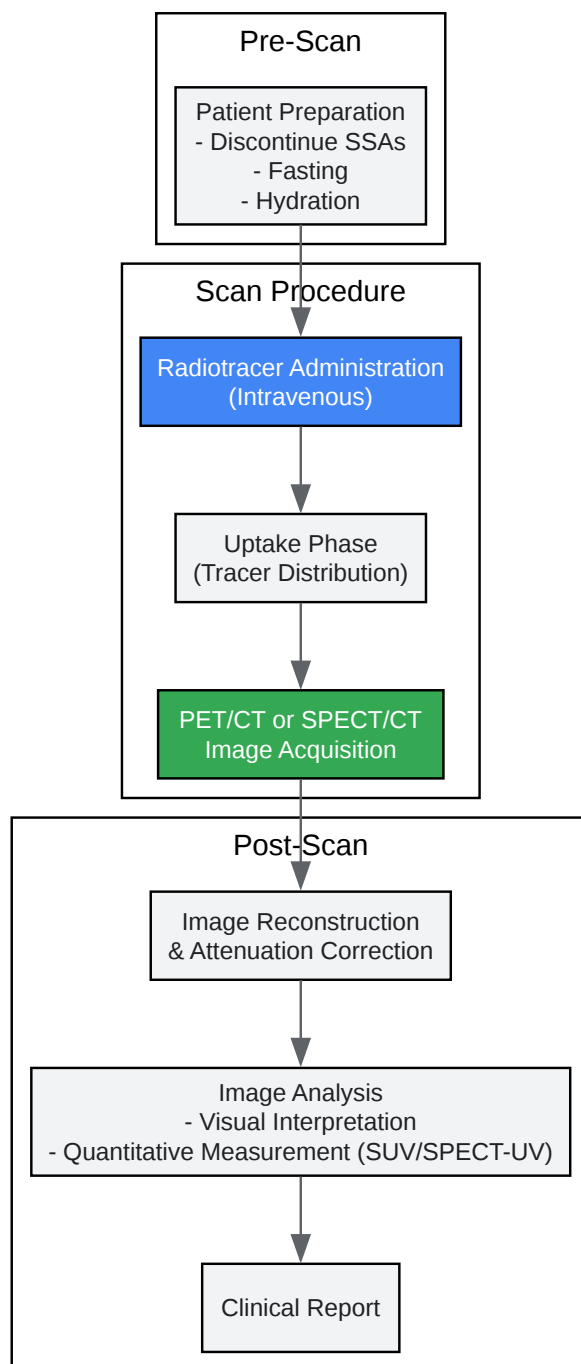 Pre-Scan
Patient Preparation
- Discontinue SSAs
- Fasting
- Hydration
Scan Procedure
Radiotracer Administration
(Intravenous)
Uptake Phase
(Tracer Distribution)
PET/CT or SPECT/CT
Image Acquisition
Post-Scan
Image Reconstruction
& Attenuation Correction
Image Analysis
- Visual Interpretation
- Quantitative Measurement (SUV/SPECT-UV)
Clinical Report